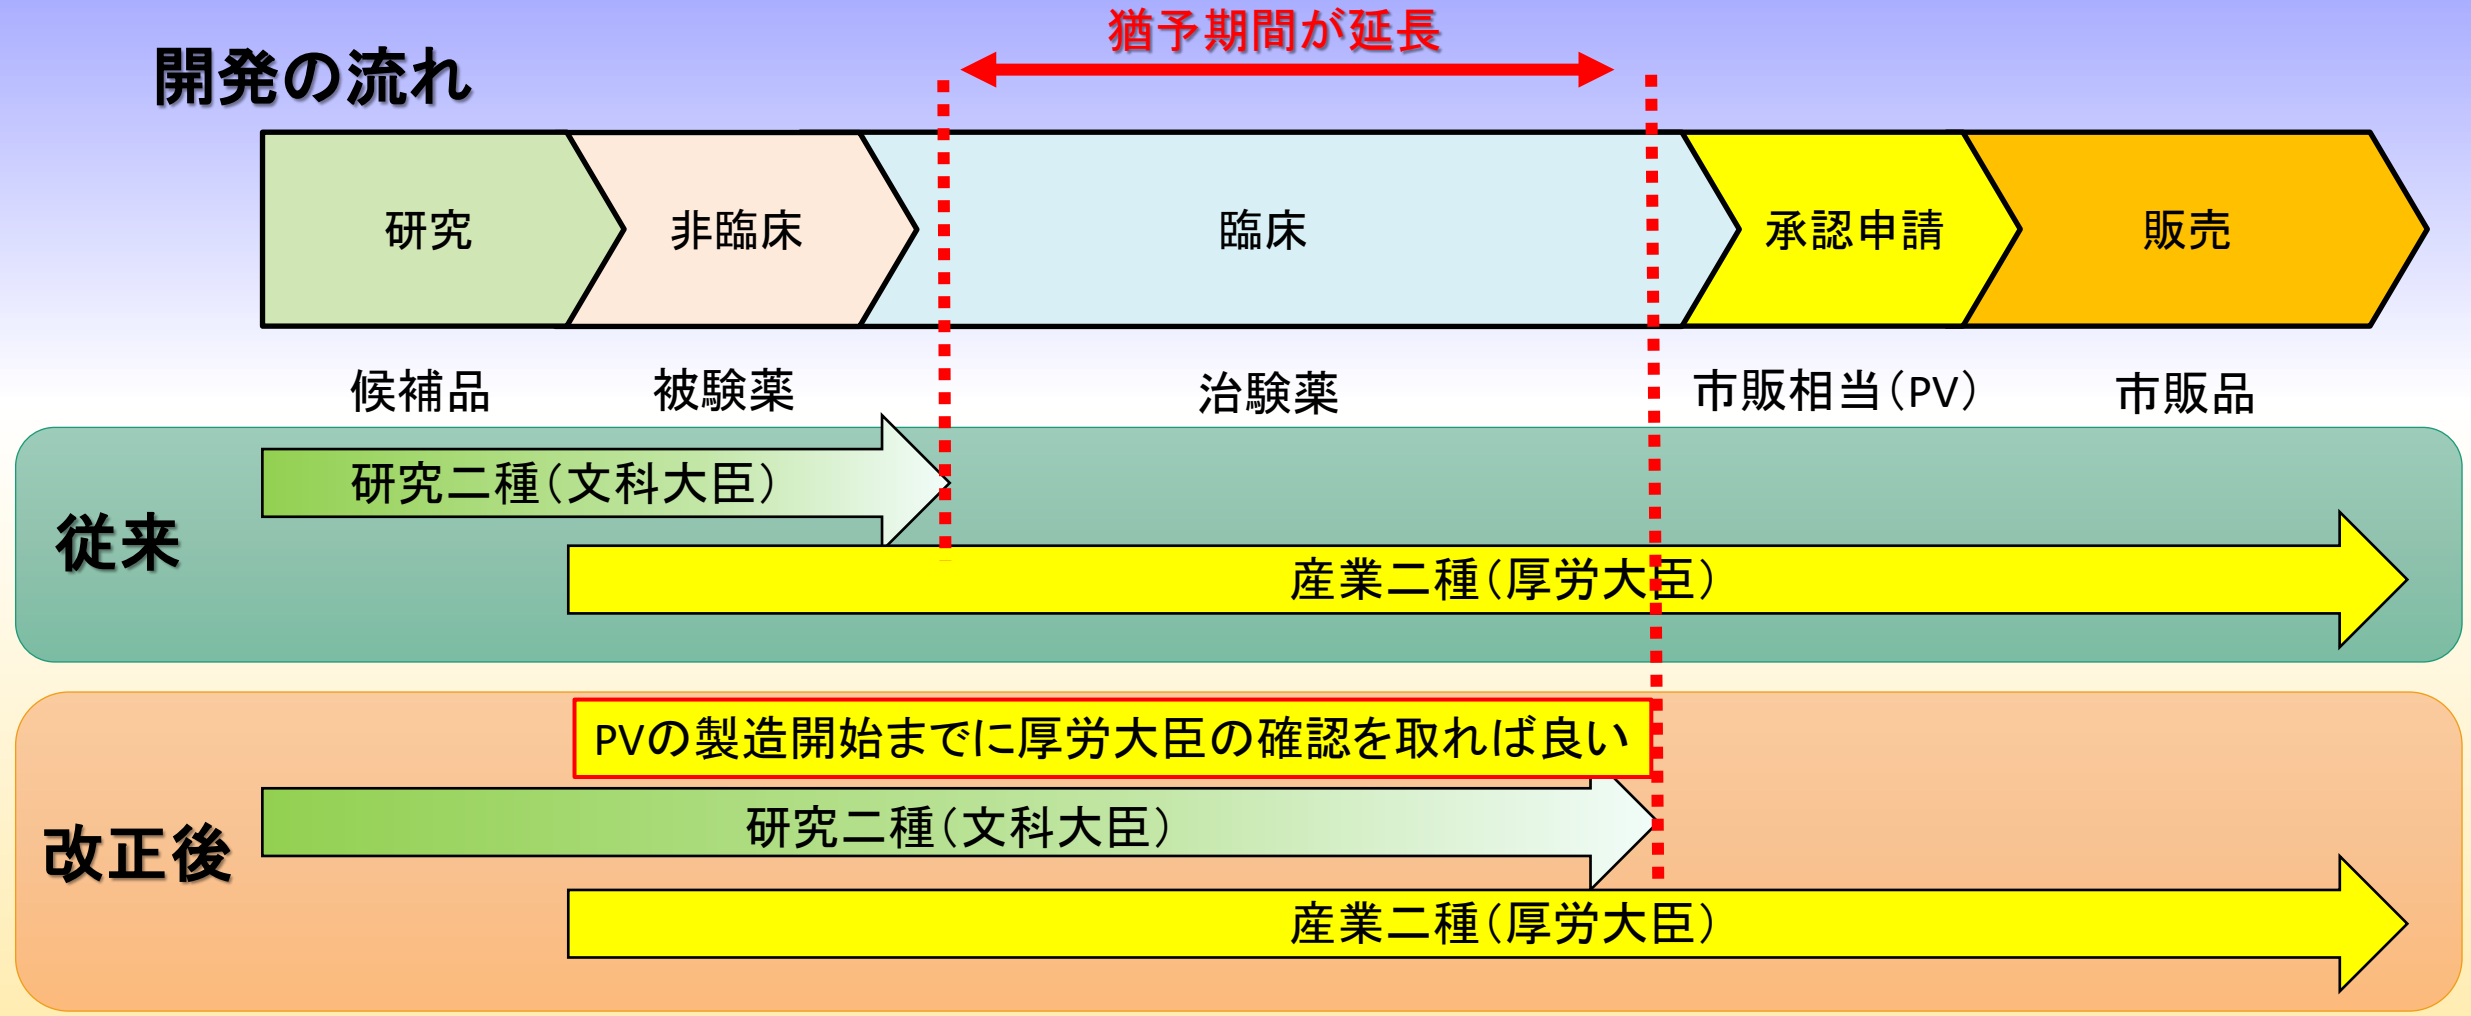 猶予期間が延長
開発の流れ
研究
非臨床
臨床
承認申請
販売
候補品
被験薬
治験薬
市販相当(PV)
市販品
従来
研究二種(文科大臣)
産業二種(厚労大臣)
改正後
PVの製造開始までに厚労大臣の確認を取れば良い
研究二種(文科大臣)
産業二種(厚労大臣)